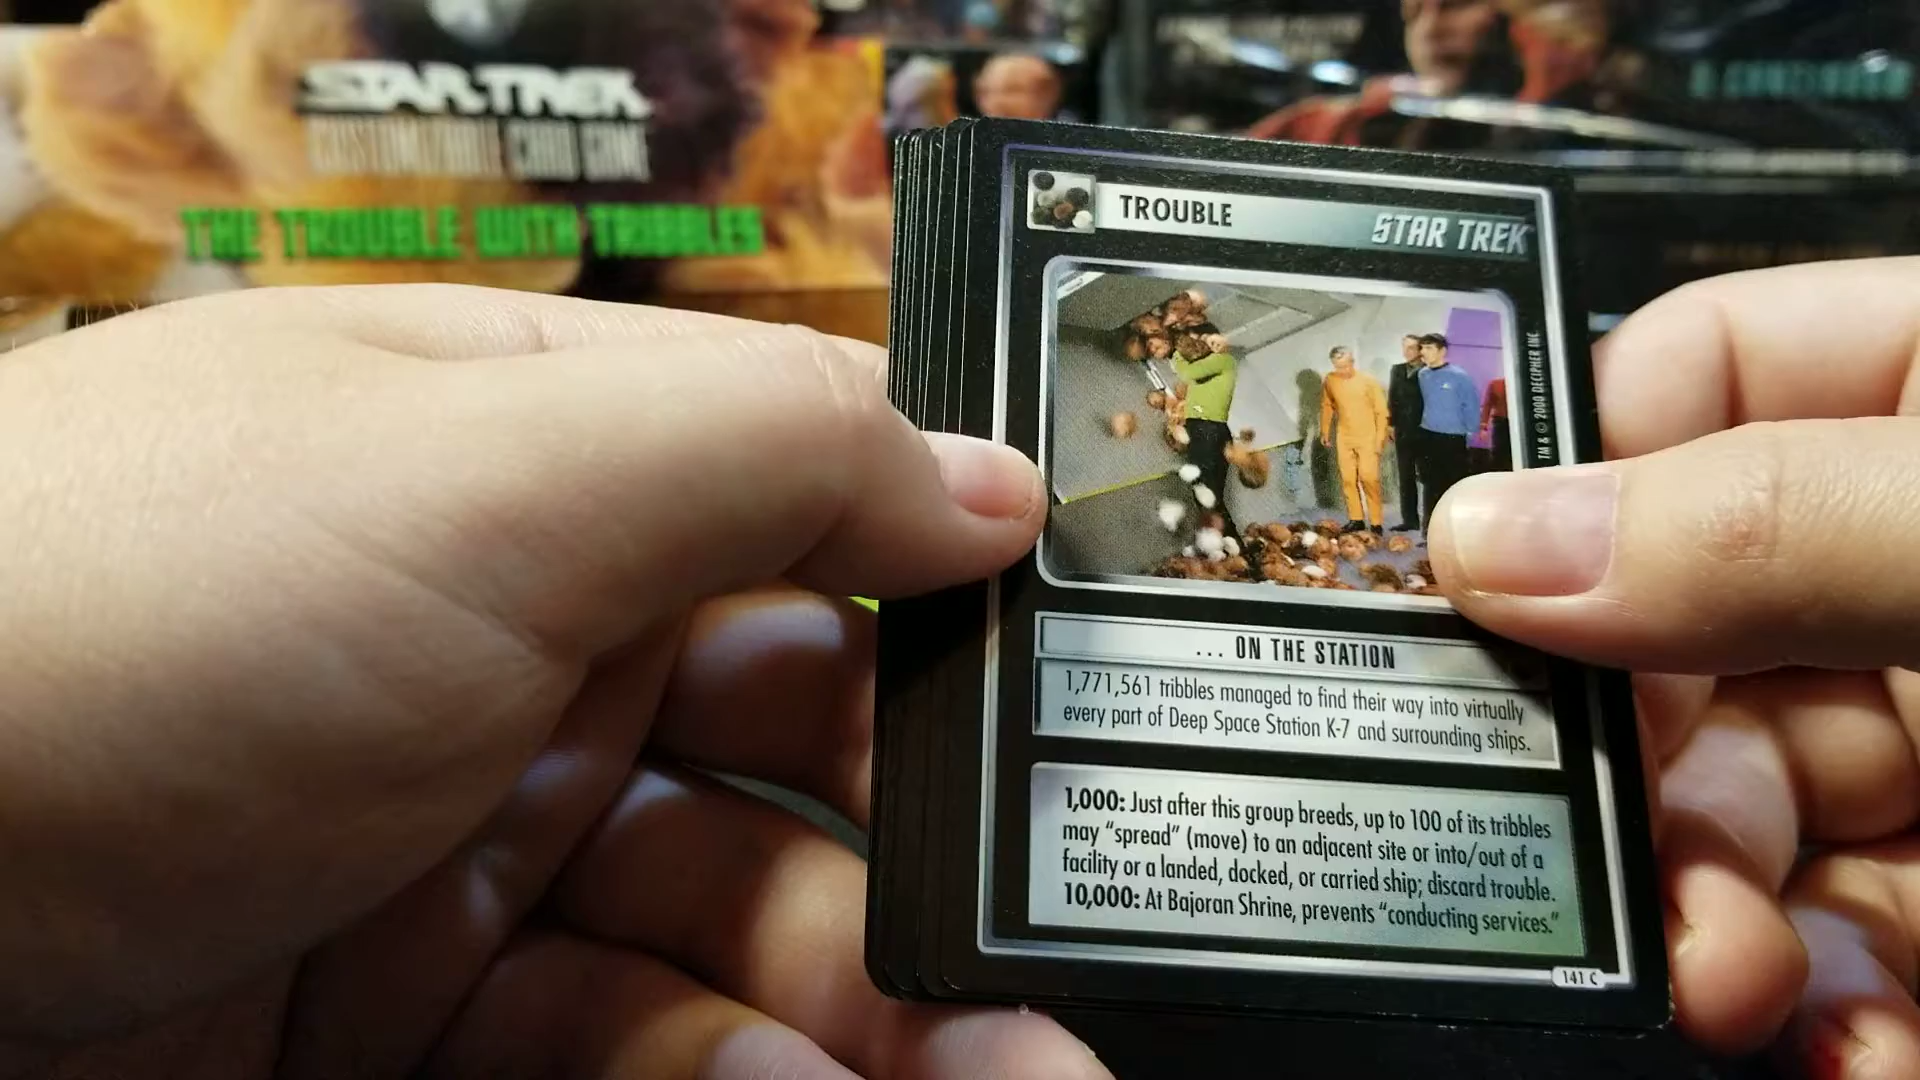 STAR TREK
CUSTOMIZABLE CARD GAME
THE TROUBLE WITH TRIBBLES
TROUBLE
STAR TREK
TM & © 2000 DECIPHER INC.
... ON THE STATION
1,771,561 tribbles managed to find their way into virtually
every part of Deep Space Station K-7 and surrounding ships.
1,000: Just after this group breeds, up to 100 of its tribbles
may "spread" (move) to an adjacent site or into/out of a
facility or a landed, docked, or carried ship; discard trouble.
10,000: At Bajoran Shrine, prevents "conducting services."
141 C